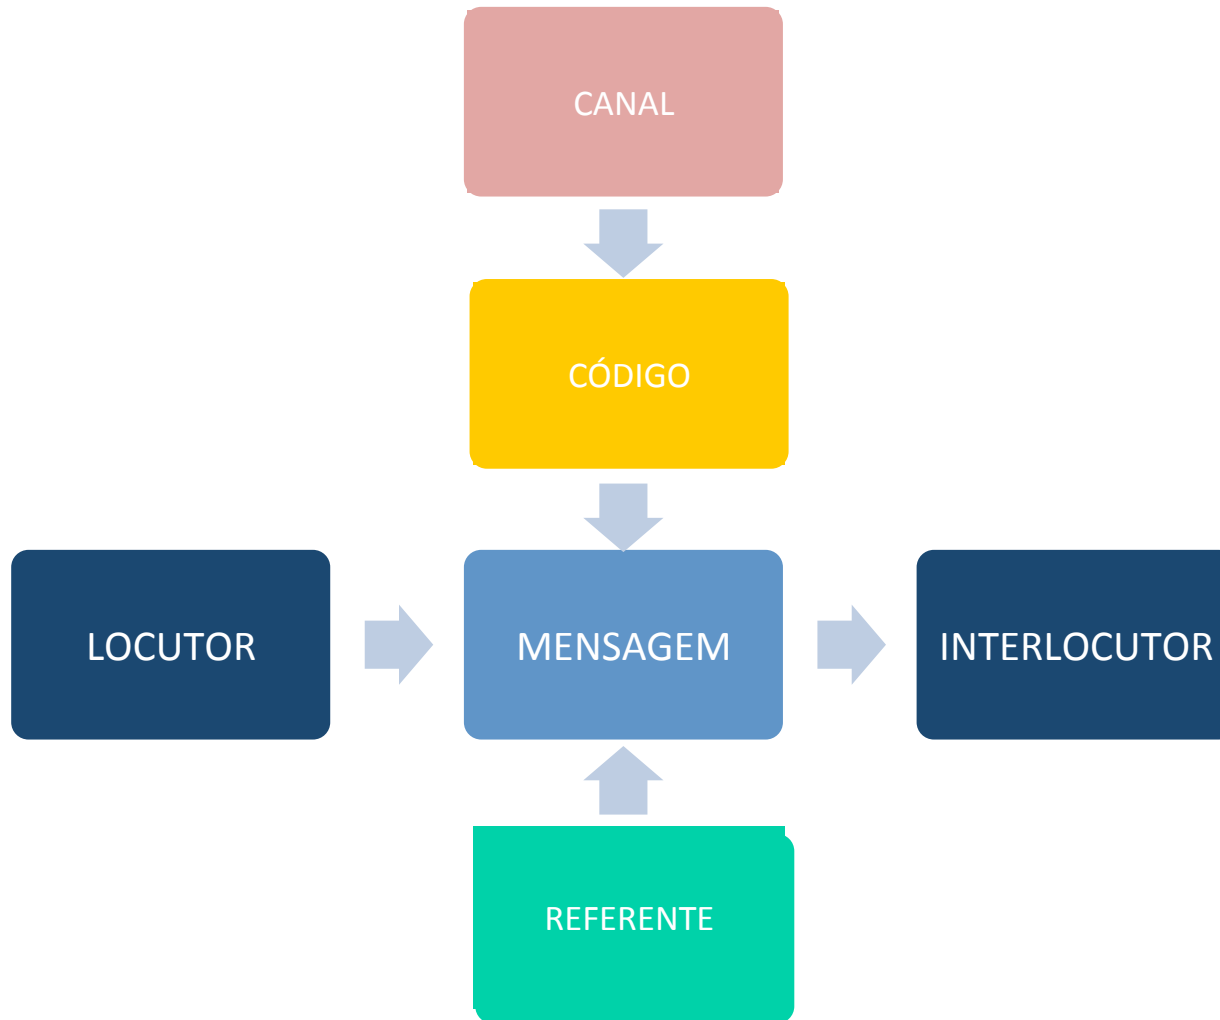 CANAL
CÓDIGO
LOCUTOR
MENSAGEM
INTERLOCUTOR
REFERENTE